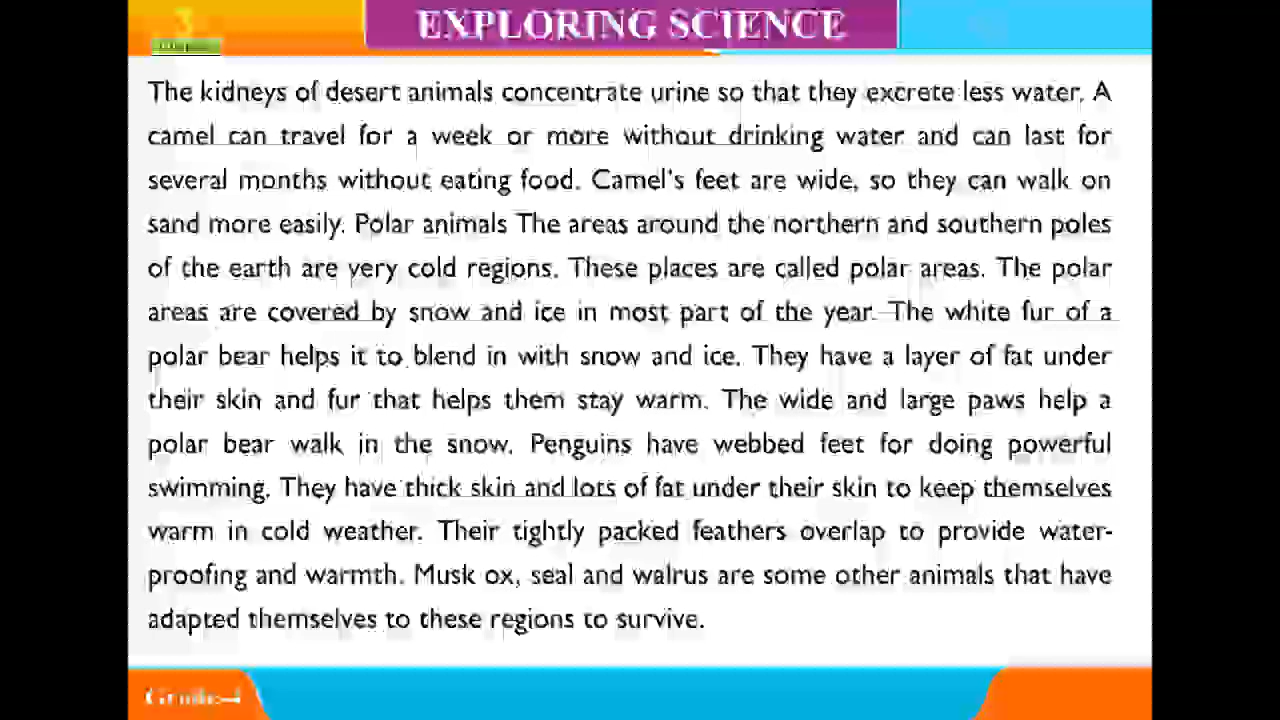 3
EXPLORING SCIENCE
The kidneys of desert animals concentrate urine so that they excrete less water. A
camel can travel for a week or more without drinking water and can last for
several months without eating food. Camel's feet are wide, so they can walk on
sand more easily. Polar animals The areas around the northern and southern poles
of the earth are very cold regions. These places are called polar areas. The polar
areas are covered by snow and ice in most part of the year. The white fur of a
polar bear helps it to blend in with snow and ice. They have a layer of fat under
their skin and fur that helps them stay warm. The wide and large paws help a
polar bear walk in the snow. Penguins have webbed feet for doing powerful
swimming. They have thick skin and lots of fat under their skin to keep themselves
warm in cold weather. Their tightly packed feathers overlap to provide water-
proofing and warmth. Musk ox, seal and walrus are some other animals that have
adapted themselves to these regions to survive.
Grade-4